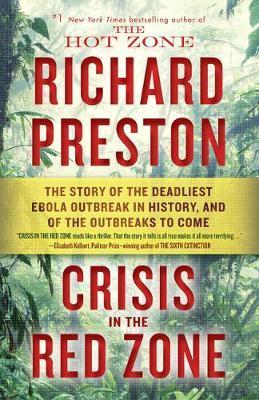 #1 New York Times bestselling author of
THE
HOT ZONE
RICHARD
PRESTON
THE STORY OF THE DEADLIEST
EBOLA OUTBREAK IN HISTORY, AND
OF THE OUTBREAKS TO COME
"CRISIS IN THE RED ZONE reads like a thriller. That the story it tells is all true makes it all more terrifying. . . ."
—Elizabeth Kolbert, Pulitzer Prize–winning author of THE SIXTH EXTINCTION
CRISIS
IN THE
RED ZONE